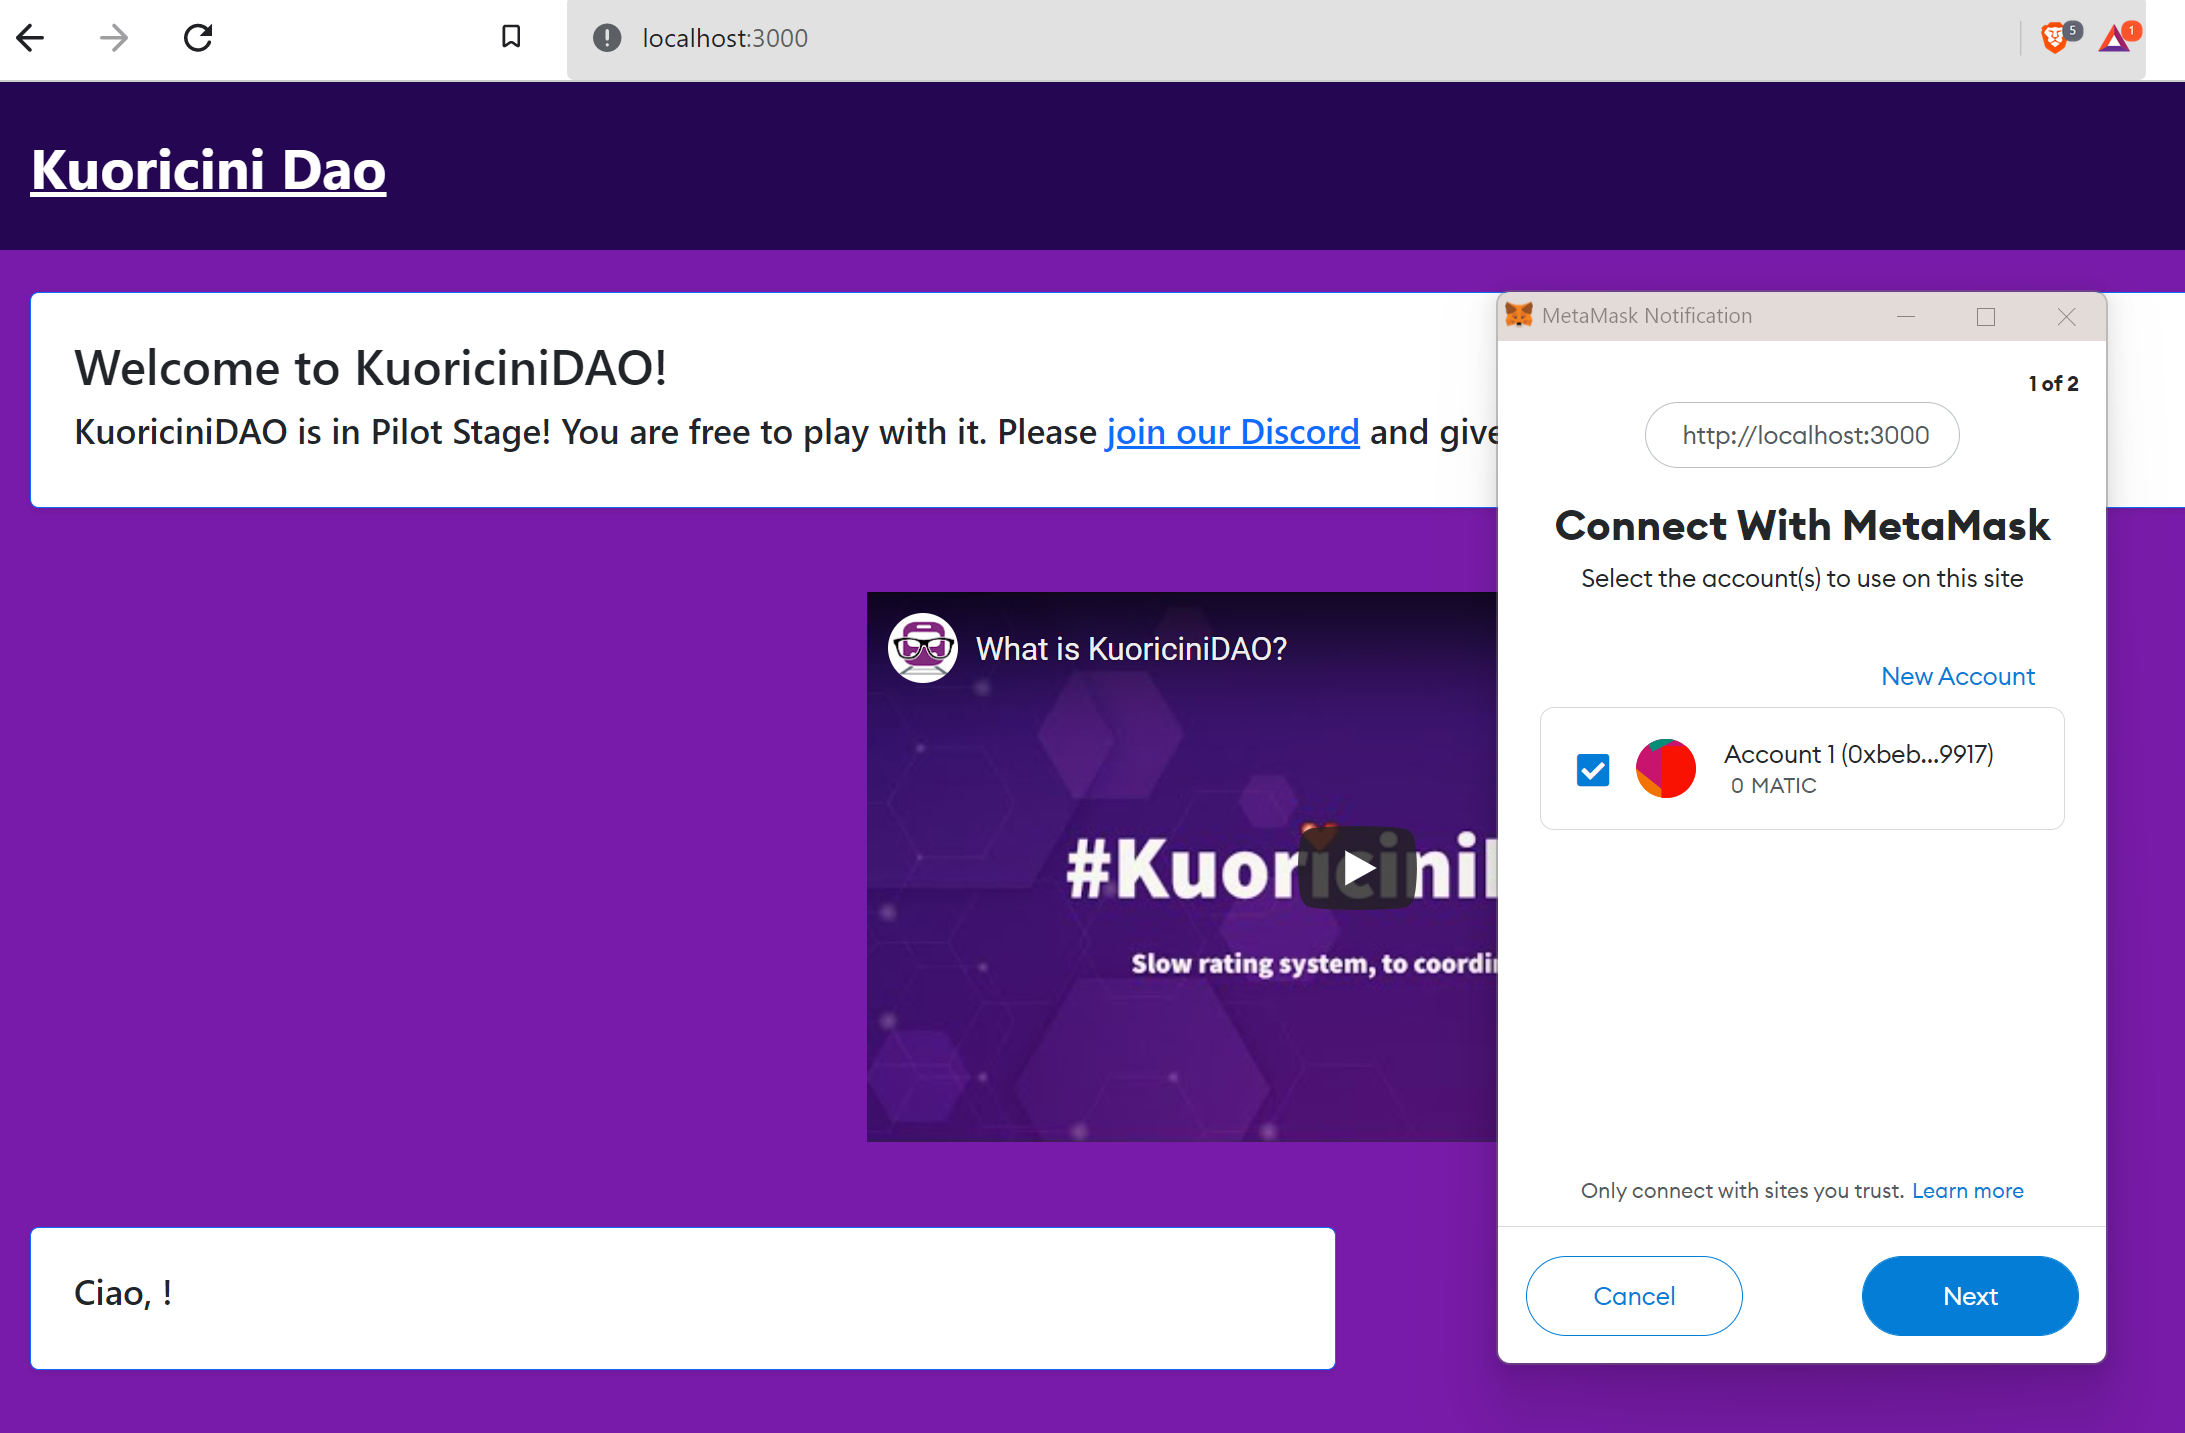 localhost:3000
5
1
Kuoricini Dao
Welcome to KuoriciniDAO!
KuoriciniDAO is in Pilot Stage! You are free to play with it. Please join our Discord and give
What is KuoriciniDAO?
#Kuoricini
Slow rating system, to
Ciao, !
MetaMask Notification
1 of 2
http://localhost:3000
Connect With MetaMask
Select the account(s) to use on this site
New Account
Account 1 (0xbeb...9917)
0 MATIC
Only connect with sites you trust. Learn more
Cancel
Next